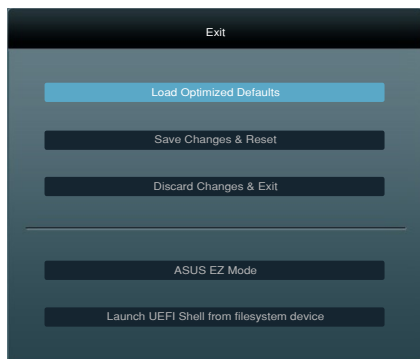 Exit
Load Optimized Defaults
Save Changes & Reset
Discard Changes & Exit
ASUS EZ Mode
Launch UEFI Shell from filesystem device